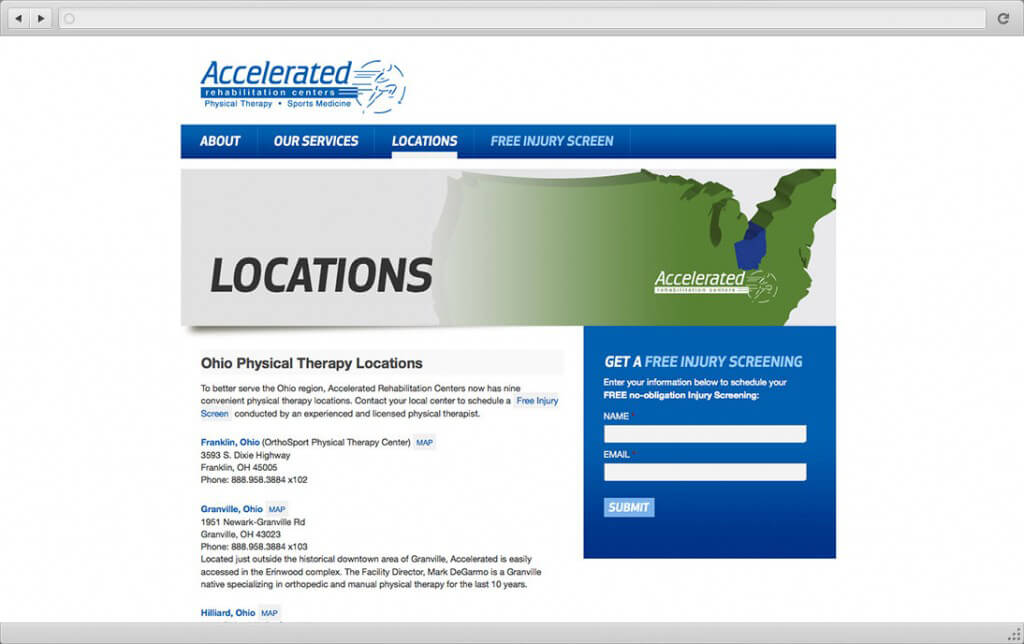 Accelerated
rehabilitation centers
Physical Therapy • Sports Medicine
ABOUT OUR SERVICES LOCATIONS FREE INJURY SCREEN
LOCATIONS
Accelerated
rehabilitation centers
Ohio Physical Therapy Locations
To better serve the Ohio region, Accelerated Rehabilitation Centers now has nine
convenient physical therapy locations. Contact your local center to schedule a Free Injury
Screen conducted by an experienced and licensed physical therapist.
Franklin, Ohio (OrthoSport Physical Therapy Center) MAP
3593 S. Dixie Highway
Franklin, OH 45005
Phone: 888.958.3884 x102
Granville, Ohio MAP
1951 Newark-Granville Rd
Granville, OH 43023
Phone: 888.958.3884 x103
Located just outside the historical downtown area of Granville, Accelerated is easily
accessed in the Erinwood complex. The Facility Director, Mark DeGarmo is a Granville
native specializing in orthopedic and manual physical therapy for the last 10 years.
Hilliard, Ohio MAP
GET A FREE INJURY SCREENING
Enter your information below to schedule your
FREE no-obligation Injury Screening:
NAME *
EMAIL *
SUBMIT